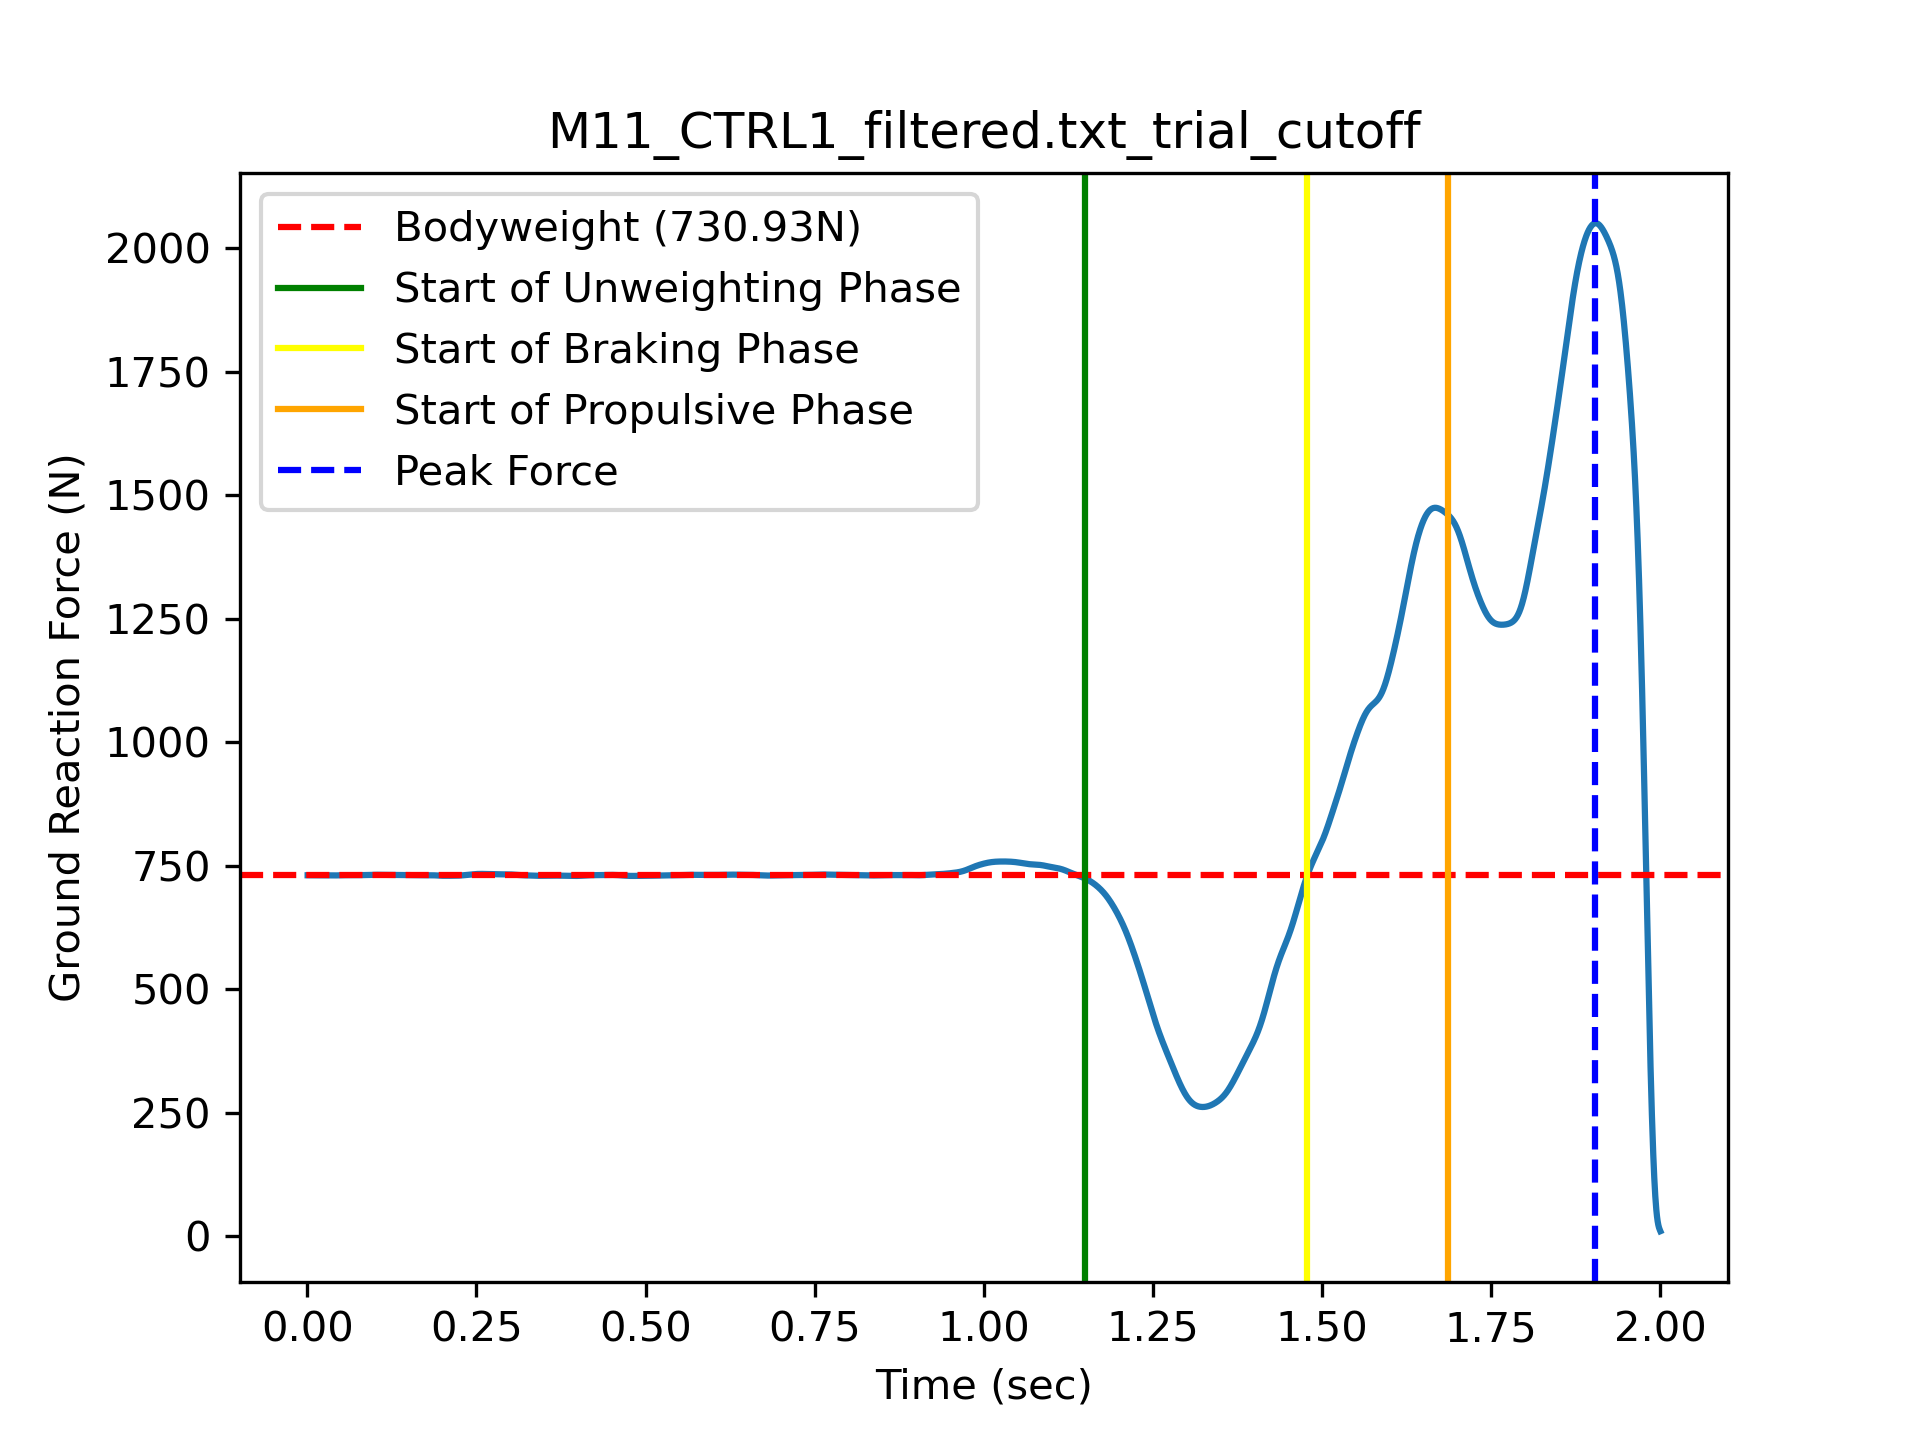 M11_CTRL1_filtered.txt_trial_cutoff
Bodyweight (730.93N)
Start of Unweighting Phase
Start of Braking Phase
Start of Propulsive Phase
Peak Force
Ground Reaction Force (N)
2000
1750
1500
1250
1000
750
500
250
0
0.00 0.25 0.50 0.75 1.00 1.25 1.50 1.75 2.00
Time (sec)